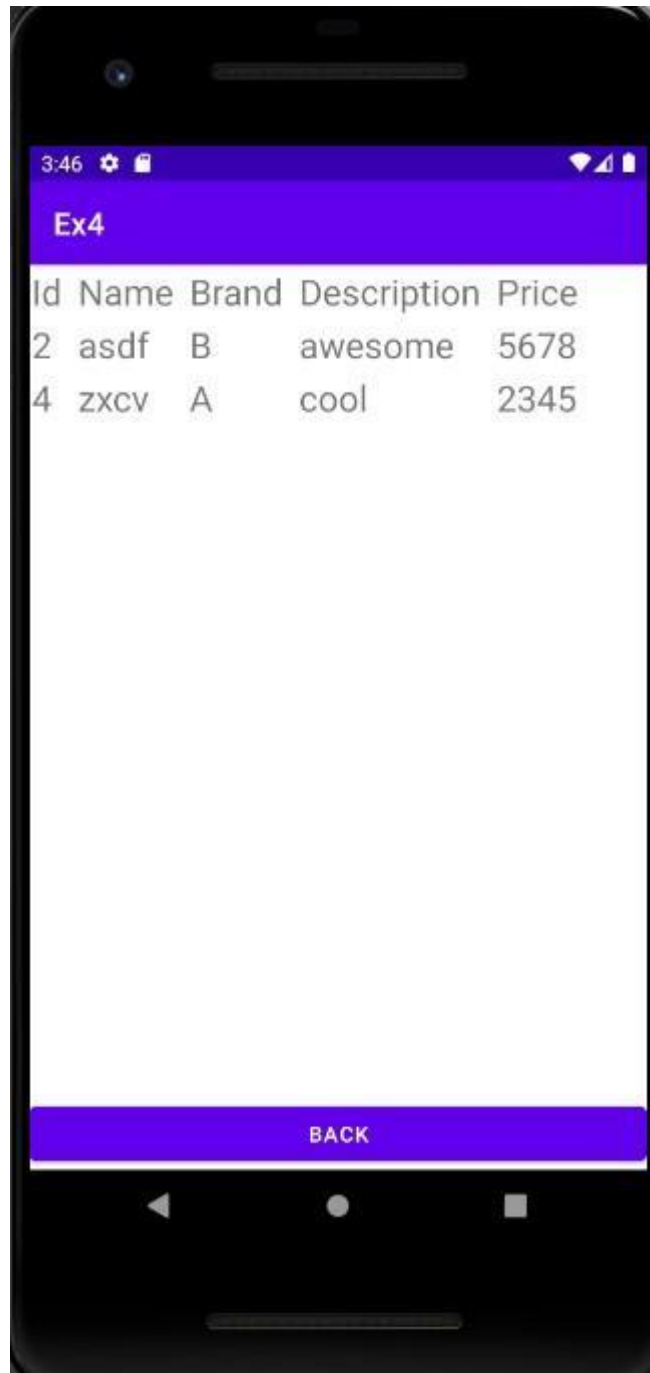 3:46
Ex4
Id Name Brand Description Price
2 asdf B awesome 5678
4 zxcv A cool 2345
BACK